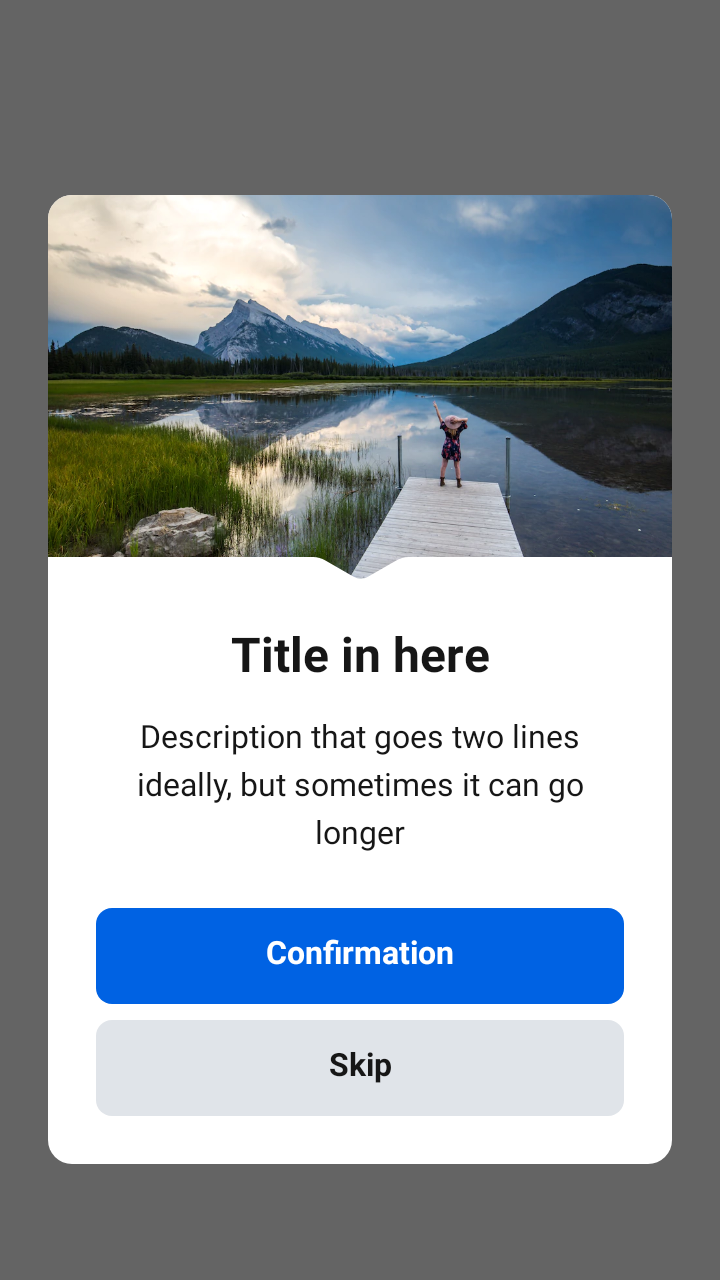 Title in here
Description that goes two lines
ideally, but sometimes it can go
longer
Confirmation
Skip